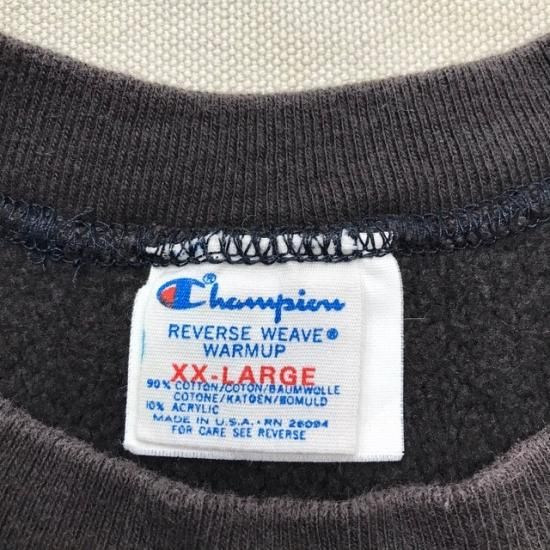 Champion®
REVERSE WEAVE®
WARMUP
XX-LARGE
90% COTTON/COTON/BAUMWOLLE
COTONE/KATOEN/BOMULD
10% ACRYLIC
MADE IN U.S.A. RN 26094
FOR CARE SEE REVERSE